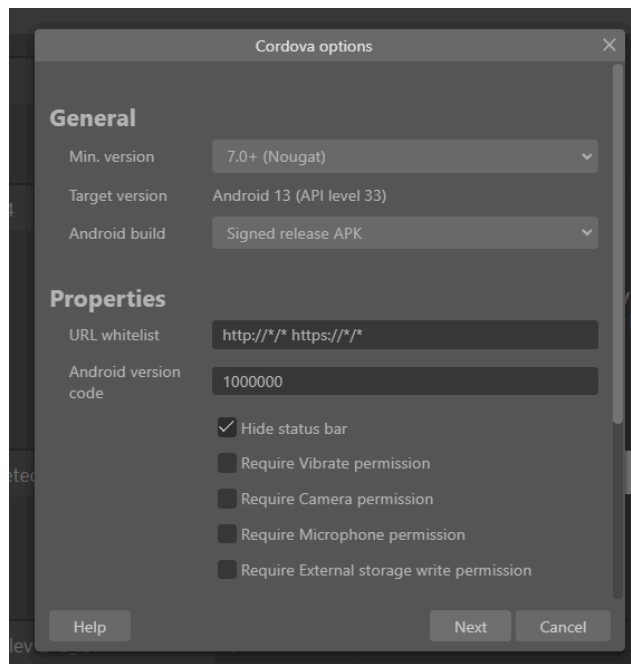 Cordova options
General
Min. version 7.0+ (Nougat)
Target version Android 13 (API level 33)
Android build Signed release APK
Properties
URL whitelist http://*/* https://*/*
Android version
code 1000000
Hide status bar
Require Vibrate permission
Require Camera permission
Require Microphone permission
Require External storage write permission
Help Next Cancel